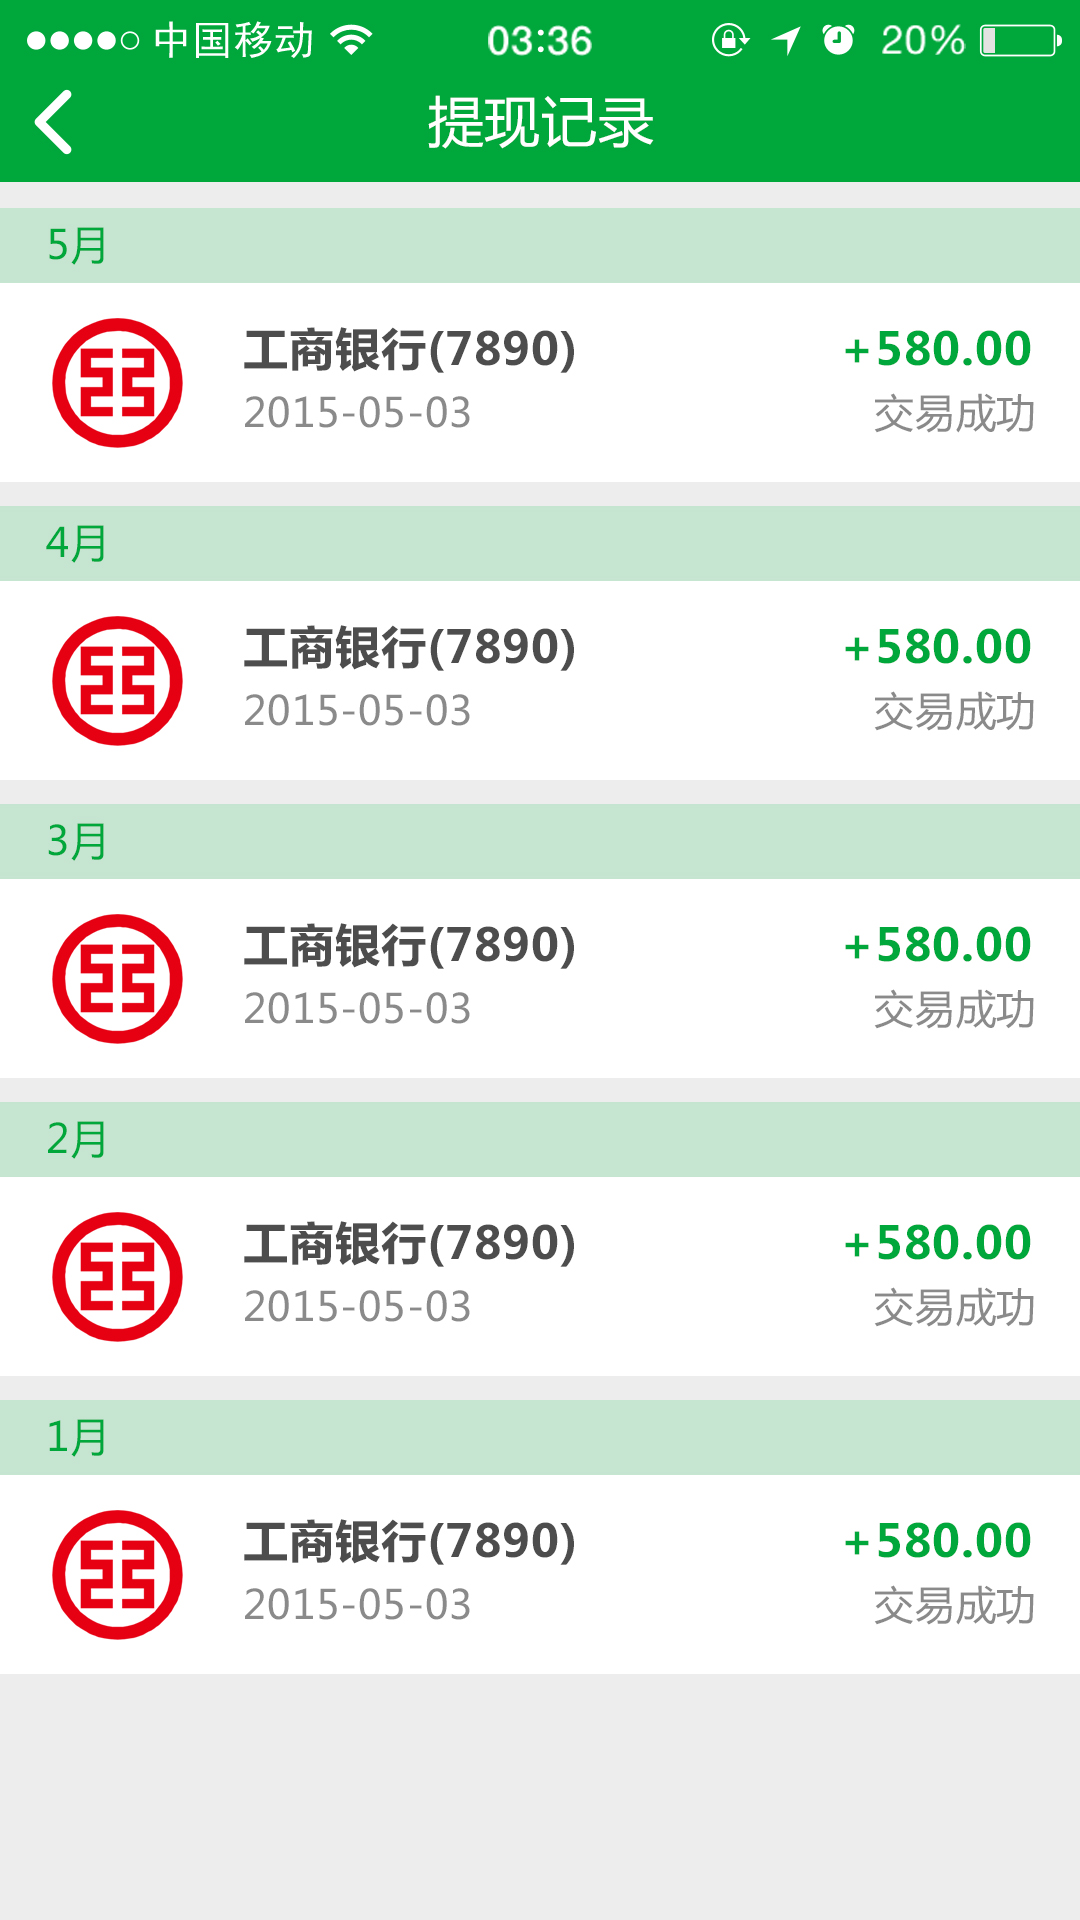 中国移动 03:36 20%
提现记录
5月
工商银行(7890) +580.00
2015-05-03 交易成功
4月
工商银行(7890) +580.00
2015-05-03 交易成功
3月
工商银行(7890) +580.00
2015-05-03 交易成功
2月
工商银行(7890) +580.00
2015-05-03 交易成功
1月
工商银行(7890) +580.00
2015-05-03 交易成功